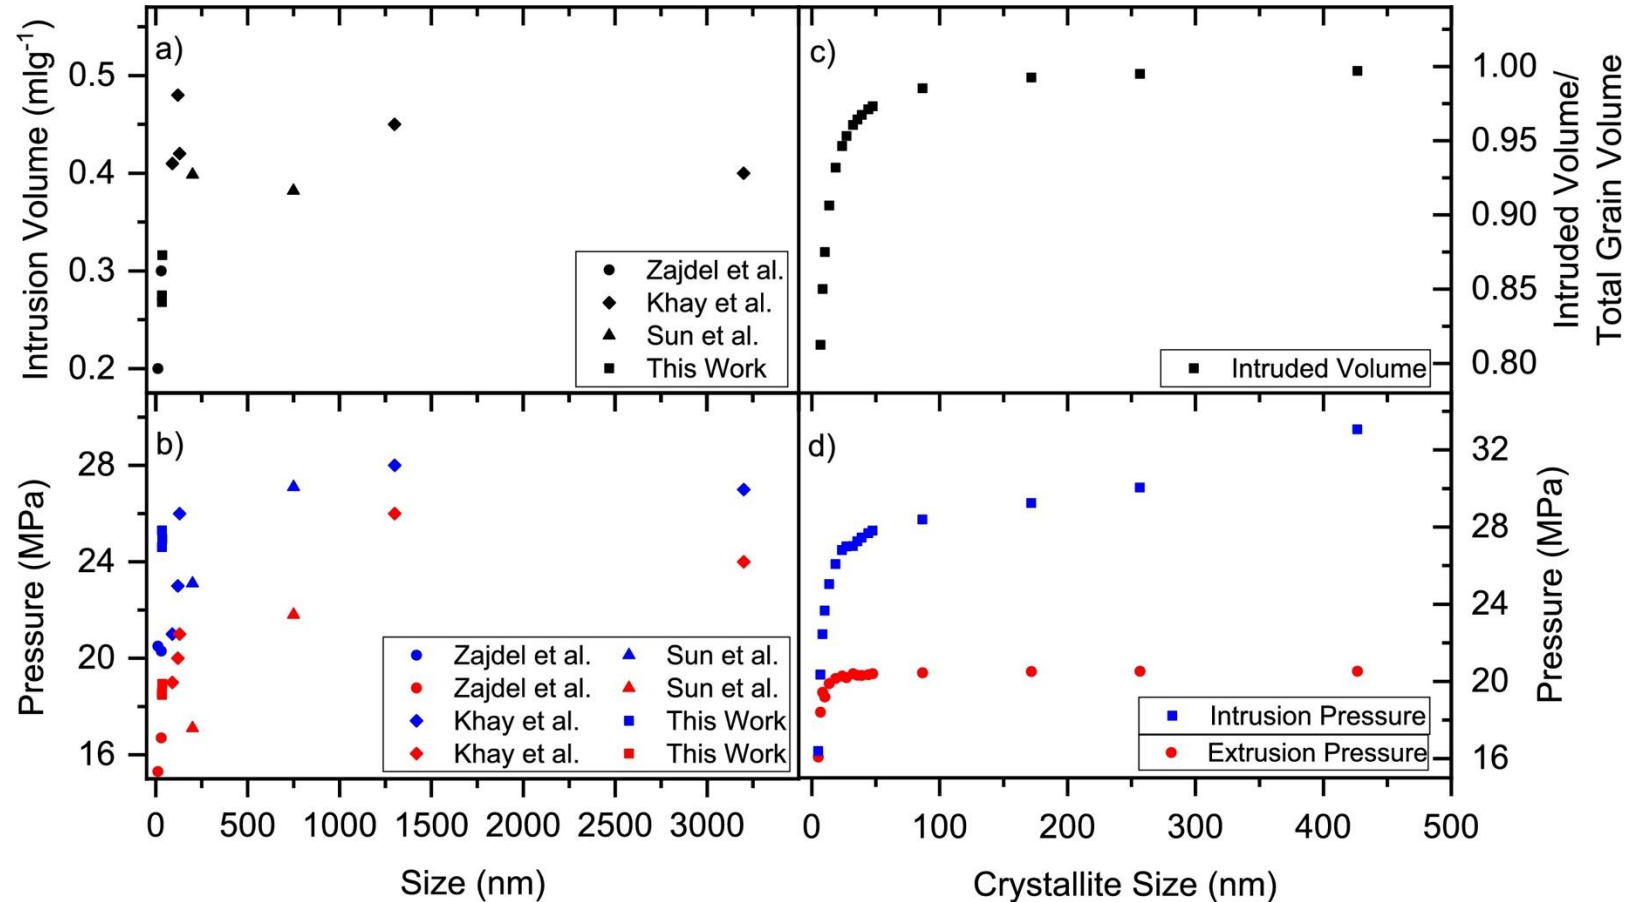 a)
Intrusion Volume (mlg-1)
0.5
0.4
0.3
0.2
Zajdel et al.
Khay et al.
Sun et al.
This Work
c)
1.00
0.95
0.90
0.85
0.80
Intruded Volume/
Total Grain Volume
Intruded Volume
b)
Pressure (MPa)
28
24
20
16
Zajdel et al. Sun et al.
Zajdel et al. Sun et al.
Khay et al. This Work
Khay et al. This Work
0 500 1000 1500 2000 2500 3000
Size (nm)
d)
32
28
24
20
16
Pressure (MPa)
Intrusion Pressure
Extrusion Pressure
0 100 200 300 400 500
Crystallite Size (nm)